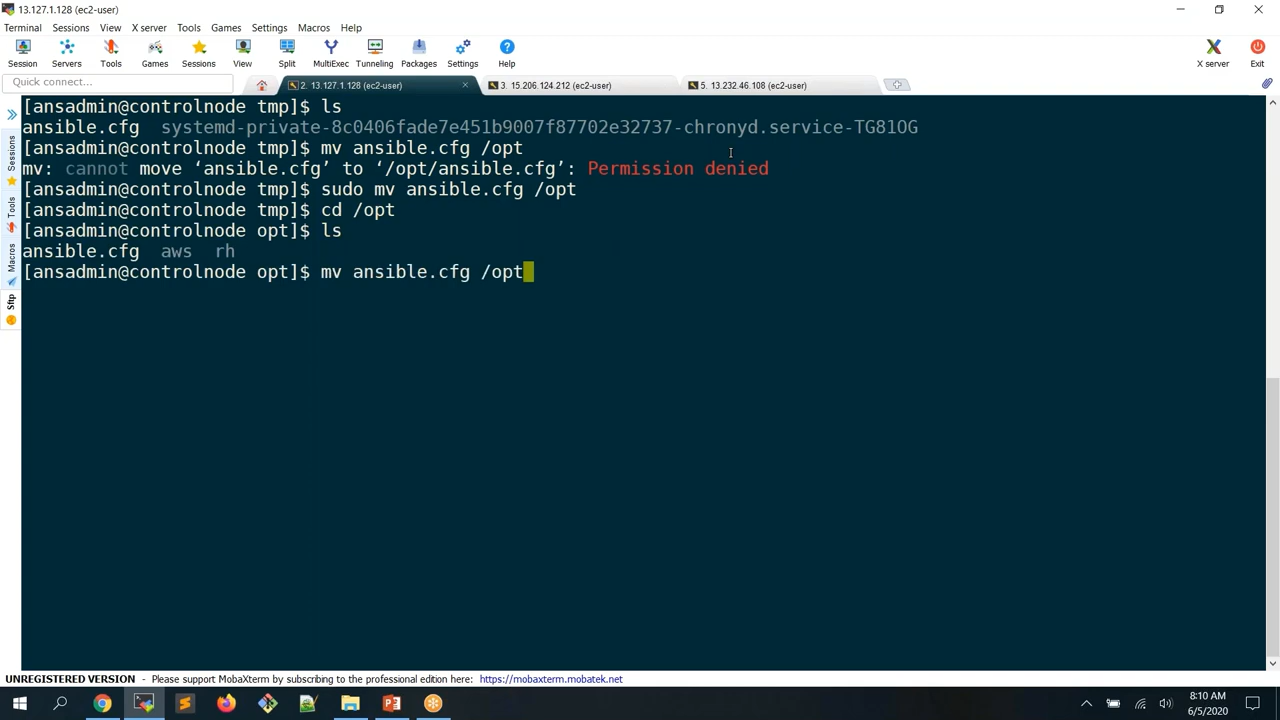 13.127.1.128 (ec2-user)
Terminal Sessions View X server Tools Games Settings Macros Help
Session Servers Tools Games Sessions View Split MultiExec Tunneling Packages Settings Help X server Exit
Quick connect...
2. 13.127.1.128 (ec2-user)
3. 15.206.124.212 (ec2-user)
5. 13.232.46.108 (ec2-user)
Sessions
Tools
Macros
Sftp
[ansadmin@controlnode tmp]$ ls
ansible.cfg systemd-private-8c0406fade7e451b9007f87702e32737-chronyd.service-TG81OG
[ansadmin@controlnode tmp]$ mv ansible.cfg /opt
mv: cannot move ‘ansible.cfg’ to ‘/opt/ansible.cfg’: Permission denied
[ansadmin@controlnode tmp]$ sudo mv ansible.cfg /opt
[ansadmin@controlnode tmp]$ cd /opt
[ansadmin@controlnode opt]$ ls
ansible.cfg aws rh
[ansadmin@controlnode opt]$ mv ansible.cfg /opt
UNREGISTERED VERSION - Please support MobaXterm by subscribing to the professional edition here: https://mobaxterm.mobatek.net
8:10 AM
6/5/2020